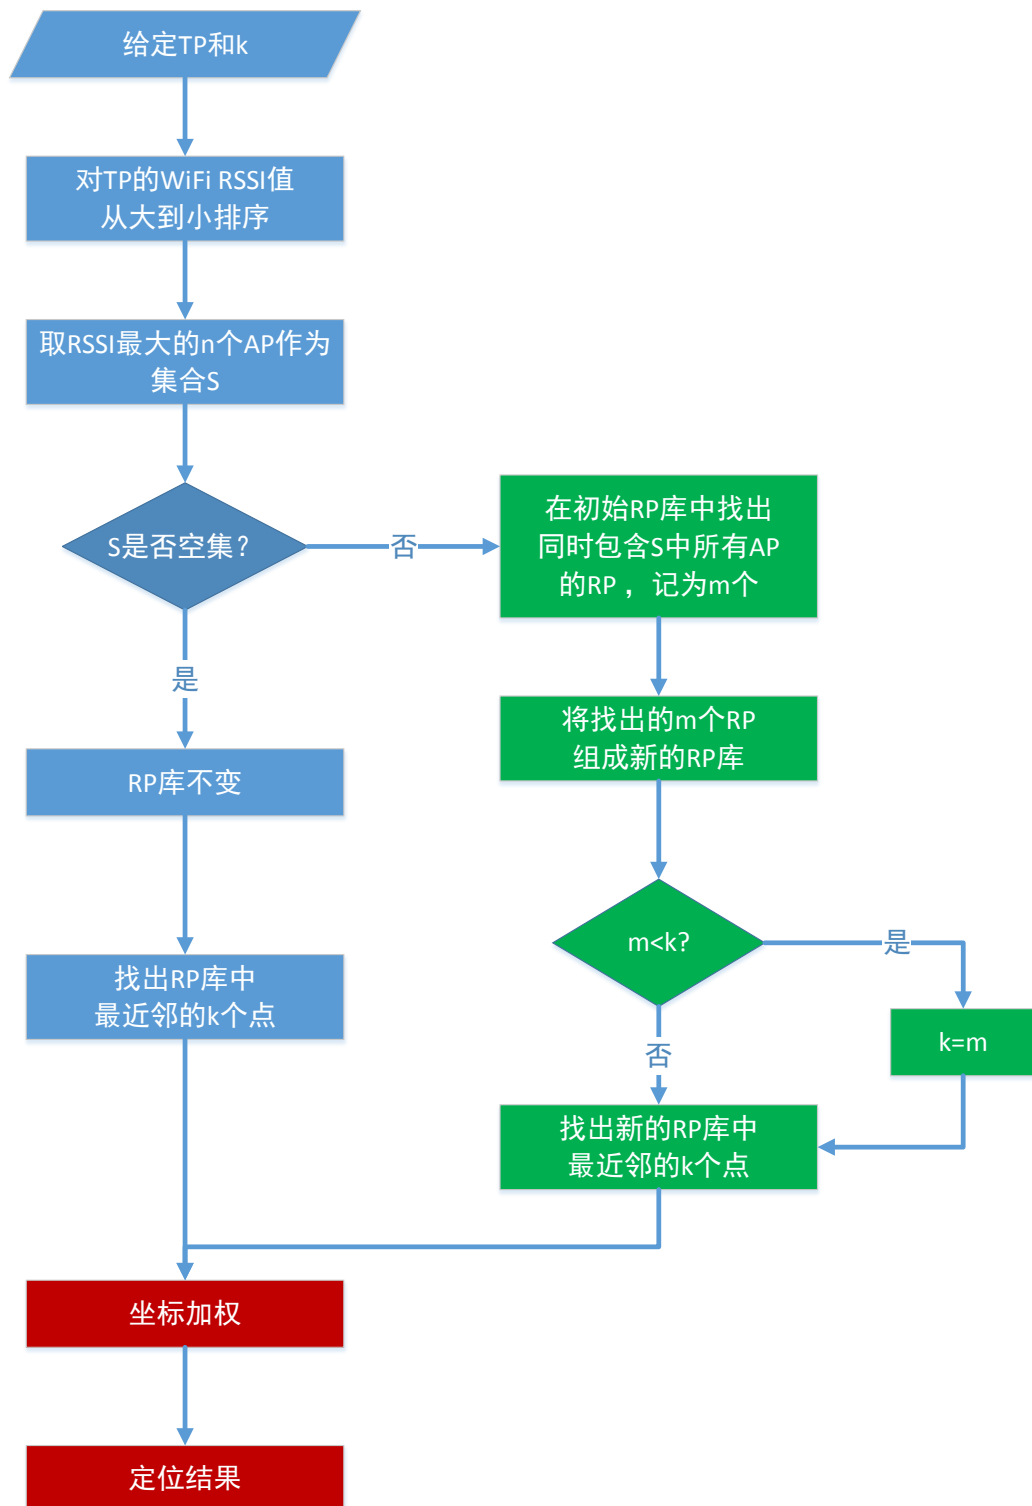 给定TP和k
对TP的WiFi RSSI值
从大到小排序
取RSSI最大的n个AP作为
集合S
S是否空集?
否
在初始RP库中找出
同时包含S中所有AP
的RP，记为m个
是
将找出的m个RP
组成新的RP库
RP库不变
m<k?
是
找出RP库中
最近邻的k个点
k=m
否
找出新的RP库中
最近邻的k个点
坐标加权
定位结果